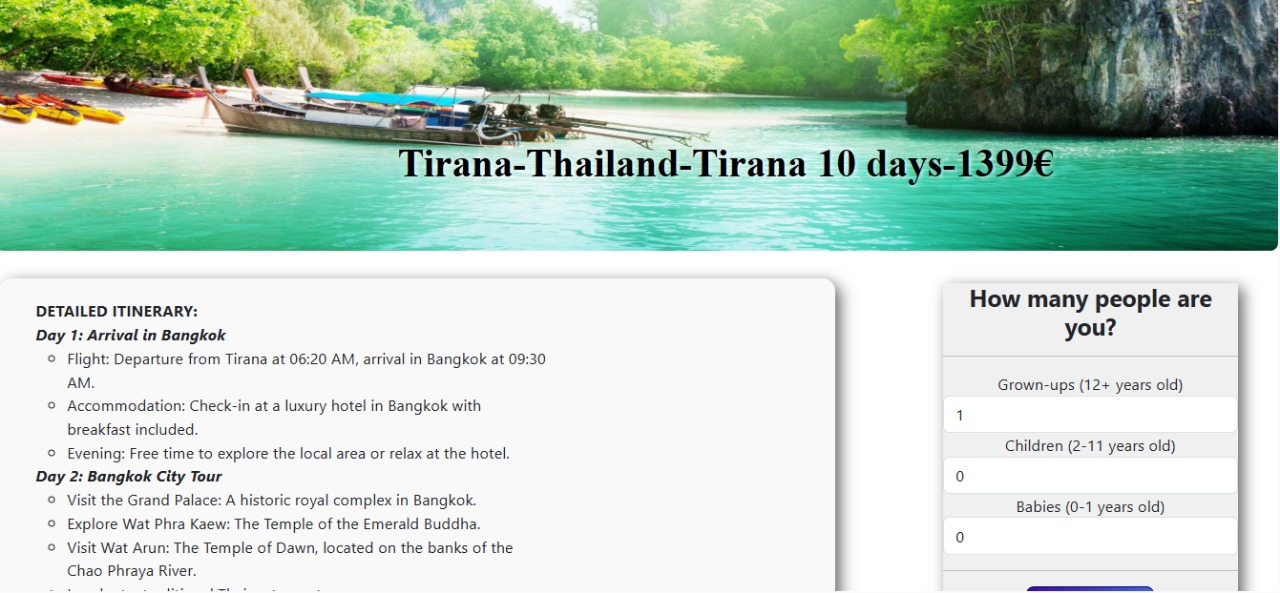 Tirana-Thailand-Tirana 10 days-1399€
DETAILED ITINERARY:
Day 1: Arrival in Bangkok
Flight: Departure from Tirana at 06:20 AM, arrival in Bangkok at 09:30
AM.
Accommodation: Check-in at a luxury hotel in Bangkok with
breakfast included.
Evening: Free time to explore the local area or relax at the hotel.
Day 2: Bangkok City Tour
Visit the Grand Palace: A historic royal complex in Bangkok.
Explore Wat Phra Kaew: The Temple of the Emerald Buddha.
Visit Wat Arun: The Temple of Dawn, located on the banks of the
Chao Phraya River.
How many people are
you?
Grown-ups (12+ years old)
1
Children (2-11 years old)
0
Babies (0-1 years old)
0